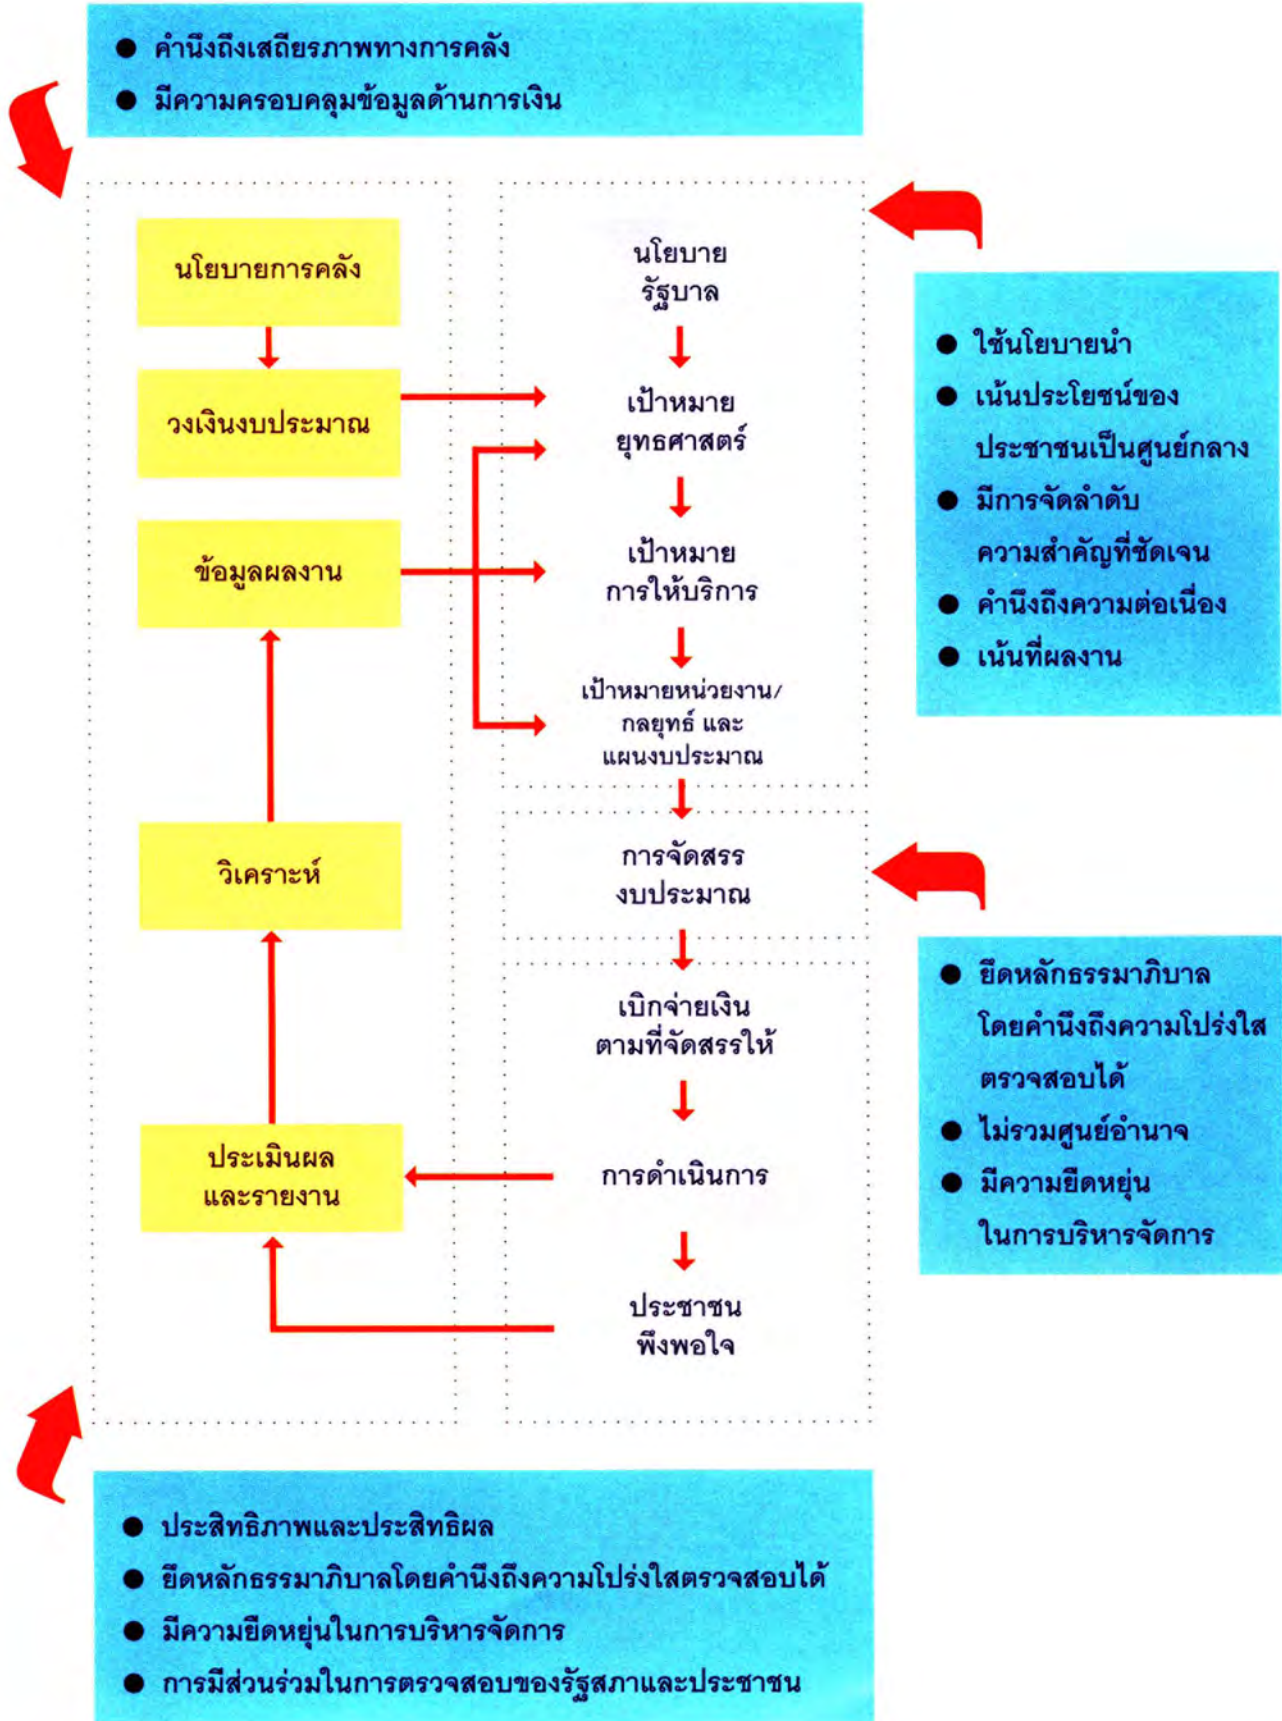 ● คำนึงถึงเสถียรภาพทางการคลัง
● มีความครอบคลุมข้อมูลด้านการเงิน
นโยบายการคลัง
วงเงินงบประมาณ
ข้อมูลผลงาน
วิเคราะห์
ประเมินผล
และรายงาน
นโยบาย
รัฐบาล
เป้าหมาย
ยุทธศาสตร์
เป้าหมาย
การให้บริการ
เป้าหมายหน่วยงาน/
กลยุทธ์ และ
แผนงบประมาณ
การจัดสรร
งบประมาณ
เบิกจ่ายเงิน
ตามที่จัดสรรให้
การดำเนินการ
ประชาชน
พึงพอใจ
● ใช้นโยบายนำ
● เน้นประโยชน์ของ
ประชาชนเป็นศูนย์กลาง
● มีการจัดลำดับ
ความสำคัญที่ชัดเจน
● คำนึงถึงความต่อเนื่อง
● เน้นที่ผลงาน
● ยึดหลักธรรมาภิบาล
โดยคำนึงถึงความโปร่งใส
ตรวจสอบได้
● ไม่รวมศูนย์อำนาจ
● มีความยืดหยุ่น
ในการบริหารจัดการ
● ประสิทธิภาพและประสิทธิผล
● ยึดหลักธรรมาภิบาลโดยคำนึงถึงความโปร่งใสตรวจสอบได้
● มีความยืดหยุ่นในการบริหารจัดการ
● การมีส่วนร่วมในการตรวจสอบของรัฐสภาและประชาชน